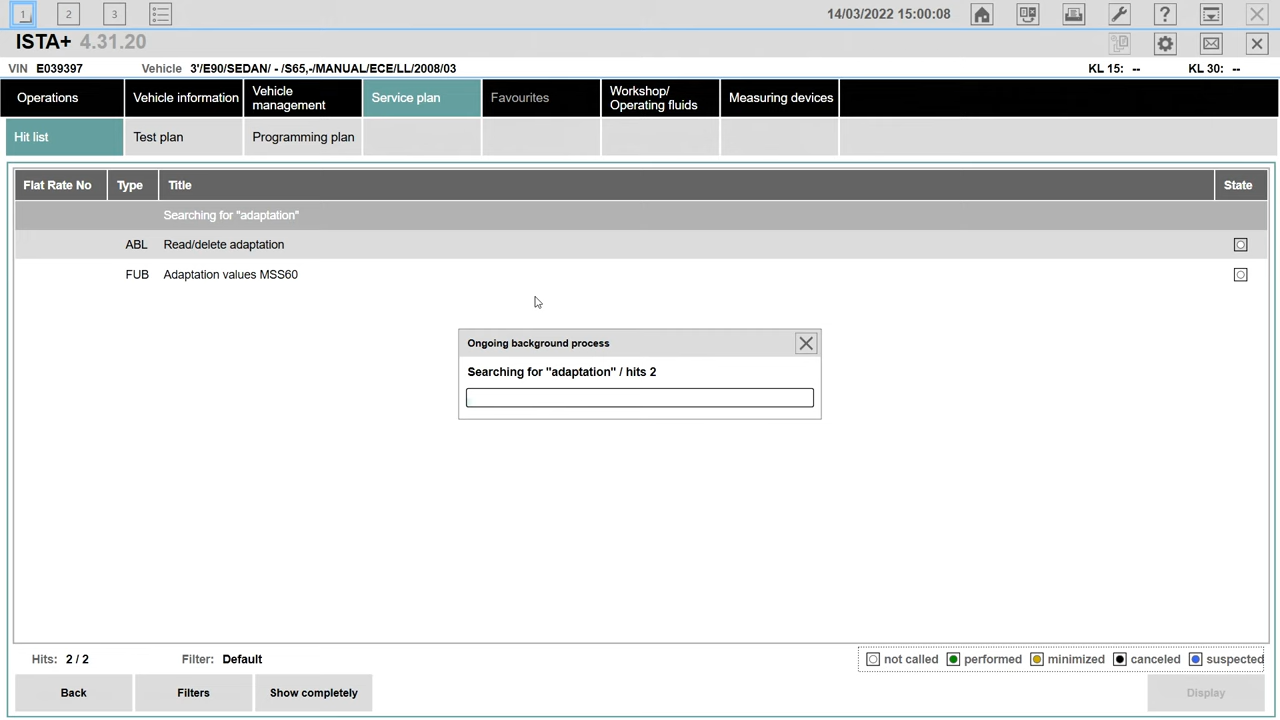 1 2 3 14/03/2022 15:00:08 ?
ISTA+ 4.31.20
VIN E039397 Vehicle 3'/E90/SEDAN/ - /S65,-/MANUAL/ECE/LL/2008/03 KL 15: -- KL 30: --
Operations Vehicle information Vehicle management Service plan Favourites Workshop/ Operating fluids Measuring devices
Hit list Test plan Programming plan
Flat Rate No Type Title State
Searching for "adaptation"
ABL Read/delete adaptation
FUB Adaptation values MSS60
Ongoing background process
Searching for "adaptation" / hits 2
Hits: 2 / 2 Filter: Default not called performed minimized canceled suspected
Back Filters Show completely Display